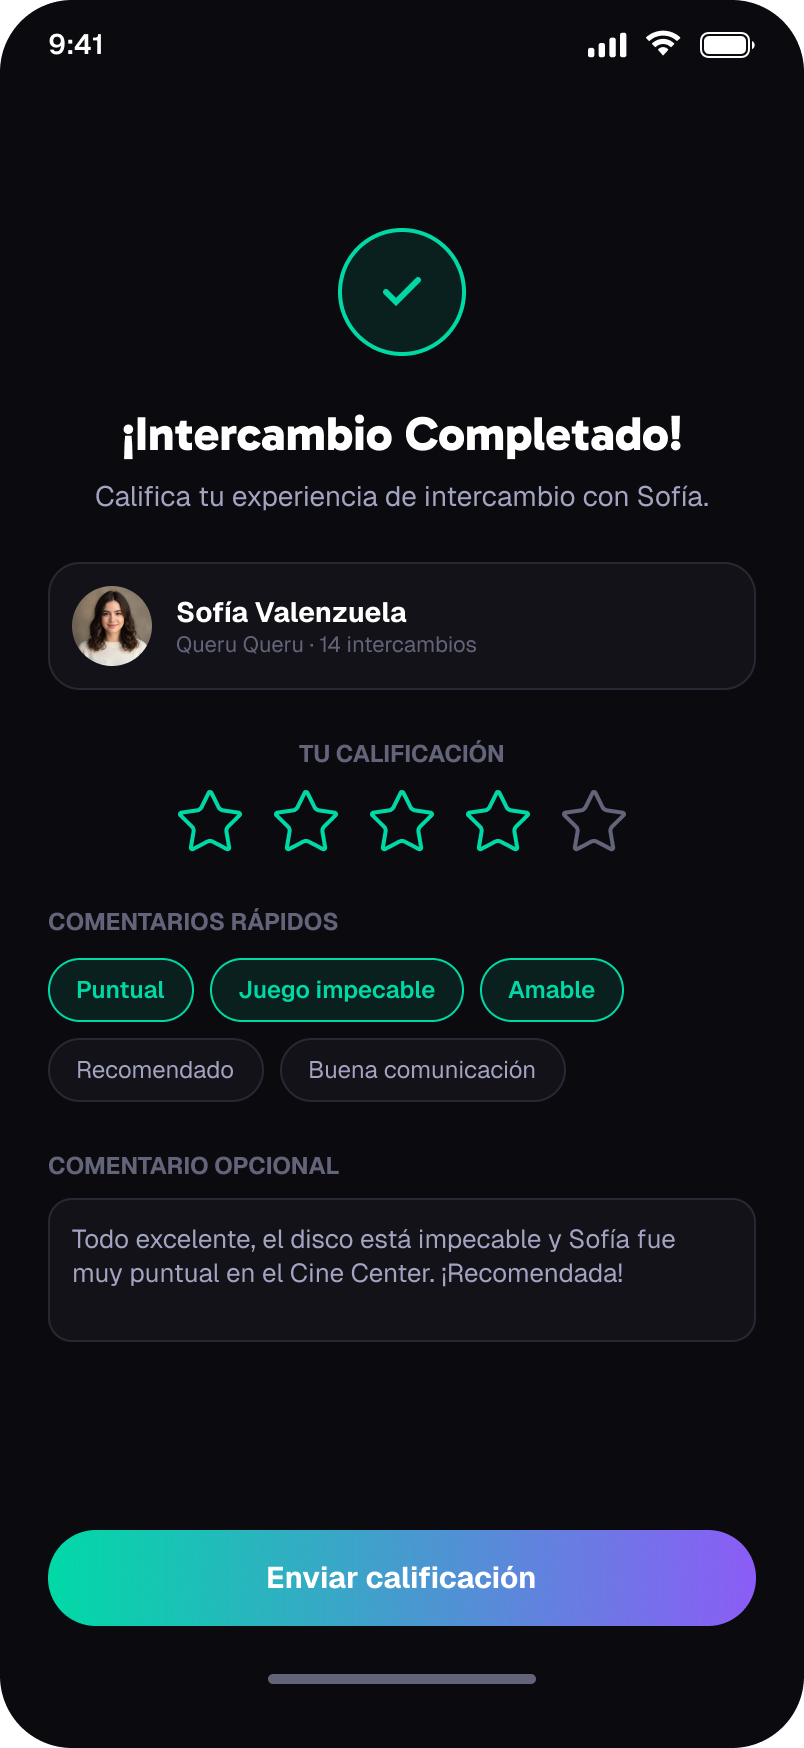 9:41
¡Intercambio Completado!
Califica tu experiencia de intercambio con Sofía.
Sofía Valenzuela
Queru Queru · 14 intercambios
TU CALIFICACIÓN
COMENTARIOS RÁPIDOS
Puntual
Juego impecable
Amable
Recomendado
Buena comunicación
COMENTARIO OPCIONAL
Todo excelente, el disco está impecable y Sofía fue
muy puntual en el Cine Center. ¡Recomendada!
Enviar calificación